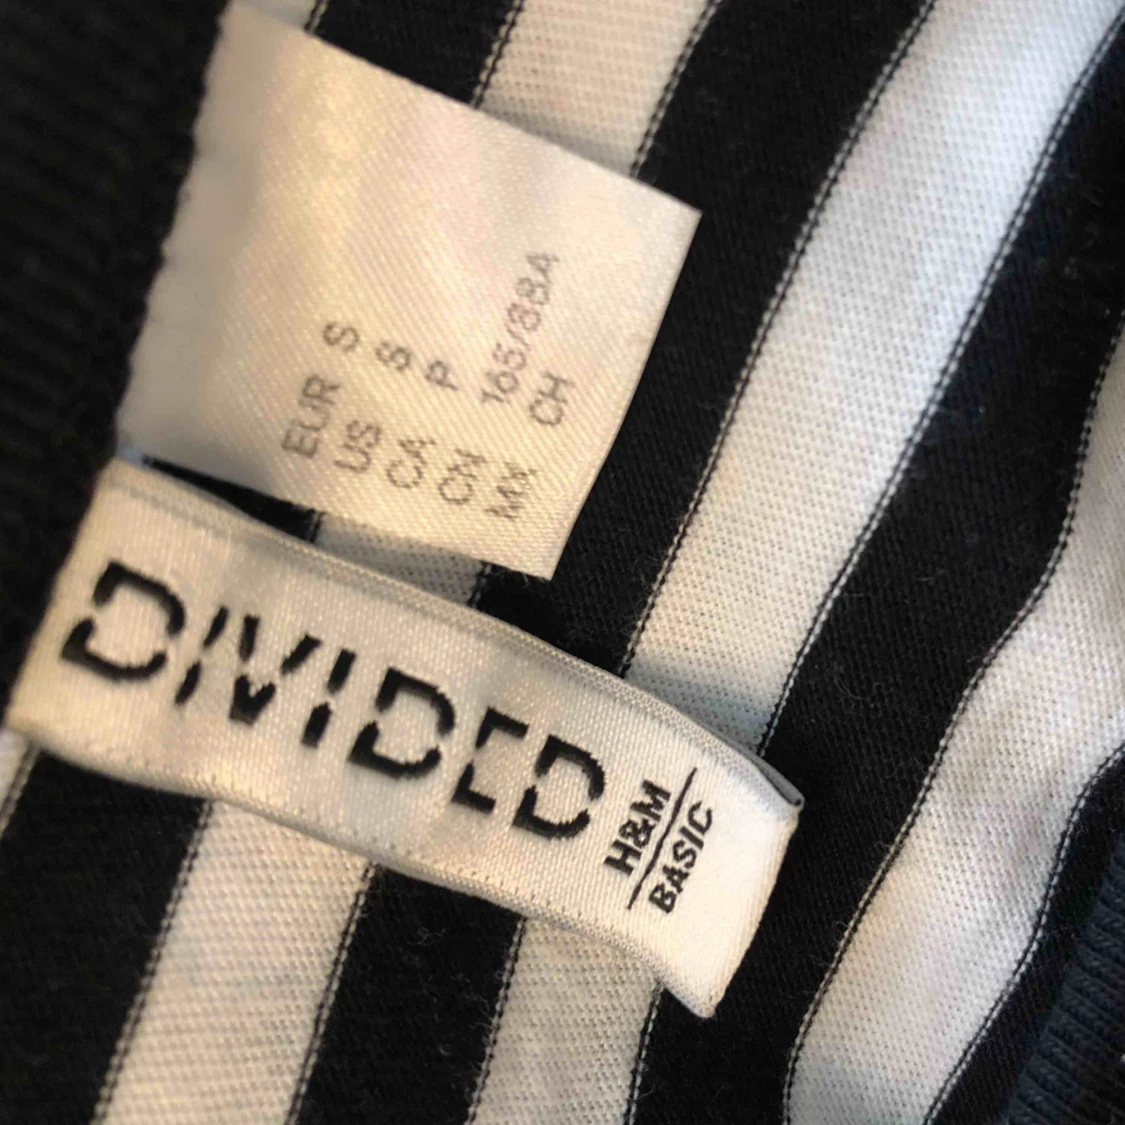 EUR S
US S
CA P
CN 165/88A
MX CH
DIVIDED
H&M
BASIC